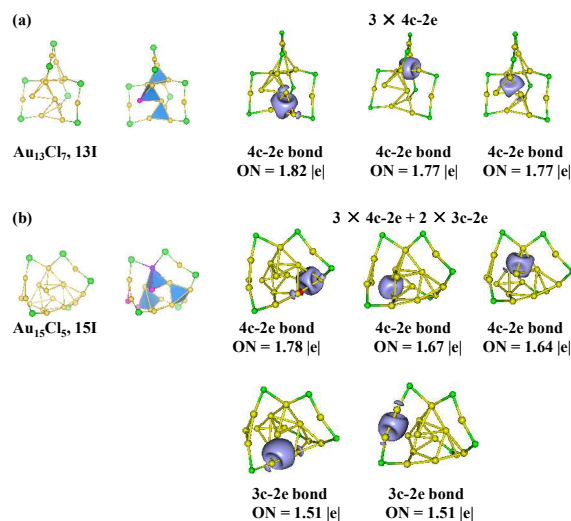 (a)
3 × 4c-2e
Au13Cl7, 13I
4c-2e bond
ON = 1.82 |e|
4c-2e bond
ON = 1.77 |e|
4c-2e bond
ON = 1.77 |e|
(b)
3 × 4c-2e + 2 × 3c-2e
Au15Cl5, 15I
4c-2e bond
ON = 1.78 |e|
4c-2e bond
ON = 1.67 |e|
4c-2e bond
ON = 1.64 |e|
3c-2e bond
ON = 1.51 |e|
3c-2e bond
ON = 1.51 |e|